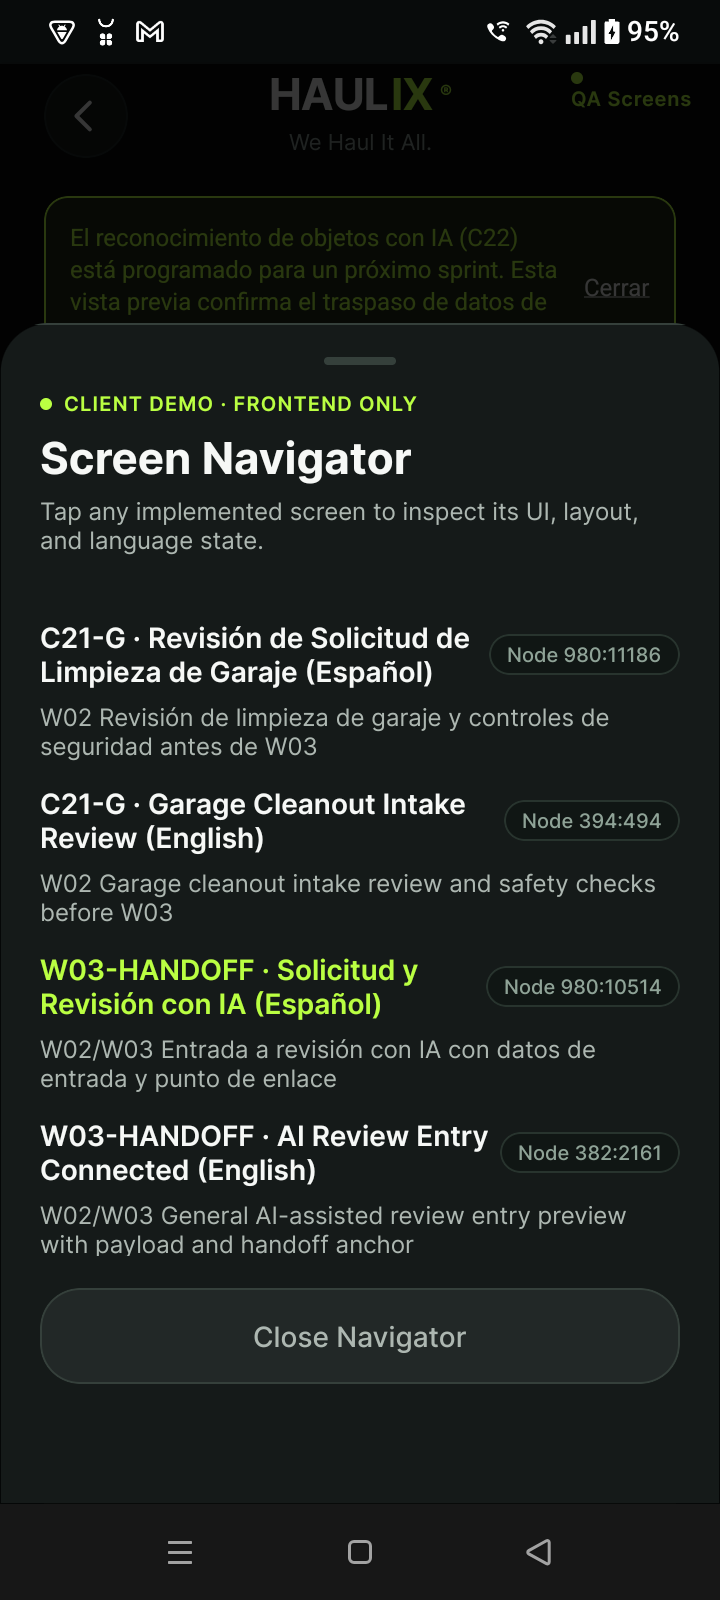 95%
HAULIX®
QA Screens
We Haul It All.
El reconocimiento de objetos con IA (C22)
está programado para un próximo sprint. Esta
vista previa confirma el traspaso de datos de
Cerrar
CLIENT DEMO · FRONTEND ONLY
Screen Navigator
Tap any implemented screen to inspect its UI, layout,
and language state.
C21-G · Revisión de Solicitud de
Limpieza de Garaje (Español)
Node 980:11186
W02 Revisión de limpieza de garaje y controles de
seguridad antes de W03
C21-G · Garage Cleanout Intake
Review (English)
Node 394:494
W02 Garage cleanout intake review and safety checks
before W03
W03-HANDOFF · Solicitud y
Revisión con IA (Español)
Node 980:10514
W02/W03 Entrada a revisión con IA con datos de
entrada y punto de enlace
W03-HANDOFF · AI Review Entry
Connected (English)
Node 382:2161
W02/W03 General AI-assisted review entry preview
with payload and handoff anchor
Close Navigator